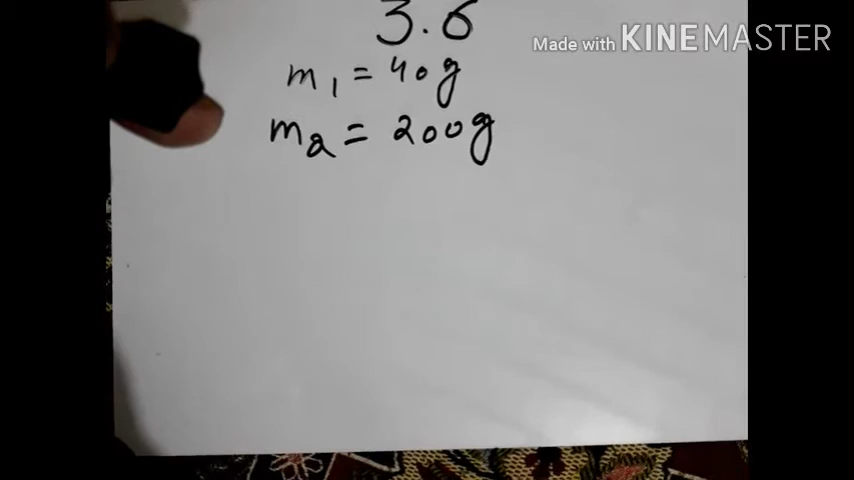 3.6
Made with KINEMASTER
m1 = 40g
m2 = 200g